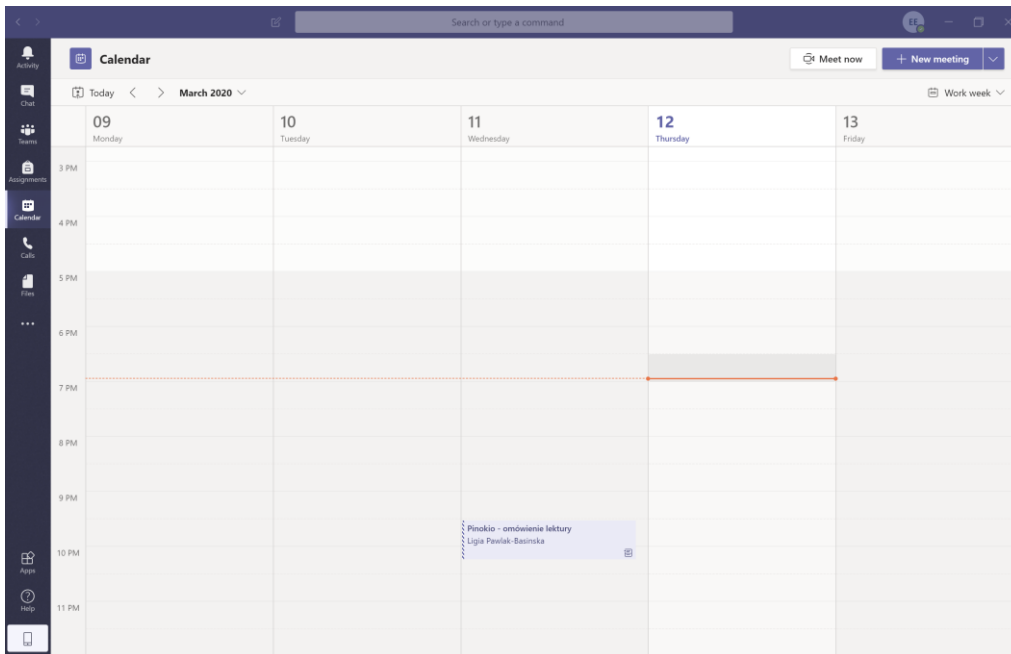 Search or type a command
EE
Activity
Chat
Teams
Assignments
Calendar
Calls
Files
Apps
Help
Calendar
Meet now
New meeting
Today
March 2020
Work week
09
Monday
10
Tuesday
11
Wednesday
12
Thursday
13
Friday
3 PM
4 PM
5 PM
6 PM
7 PM
8 PM
9 PM
Pinokio - omówienie lektury
Ligia Pawlak-Basinska
10 PM
11 PM